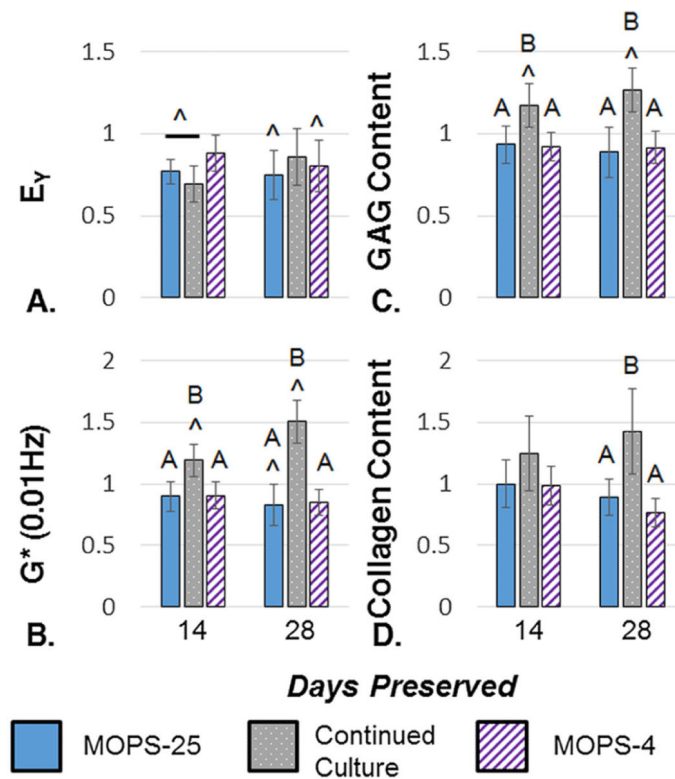 1.5
1
0.5
0
E_Y
A.
^
^
^
1.5
1
0.5
0
GAG Content
C.
A
B
^
A
A
B
^
A
2
1.5
1
0.5
0
G* (0.01Hz)
B.
A
B
^
A
A
^
B
^
A
14
28
2
1.5
1
0.5
0
Collagen Content
D.
A
B
A
14
28
Days Preserved
MOPS-25
Continued
Culture
MOPS-4